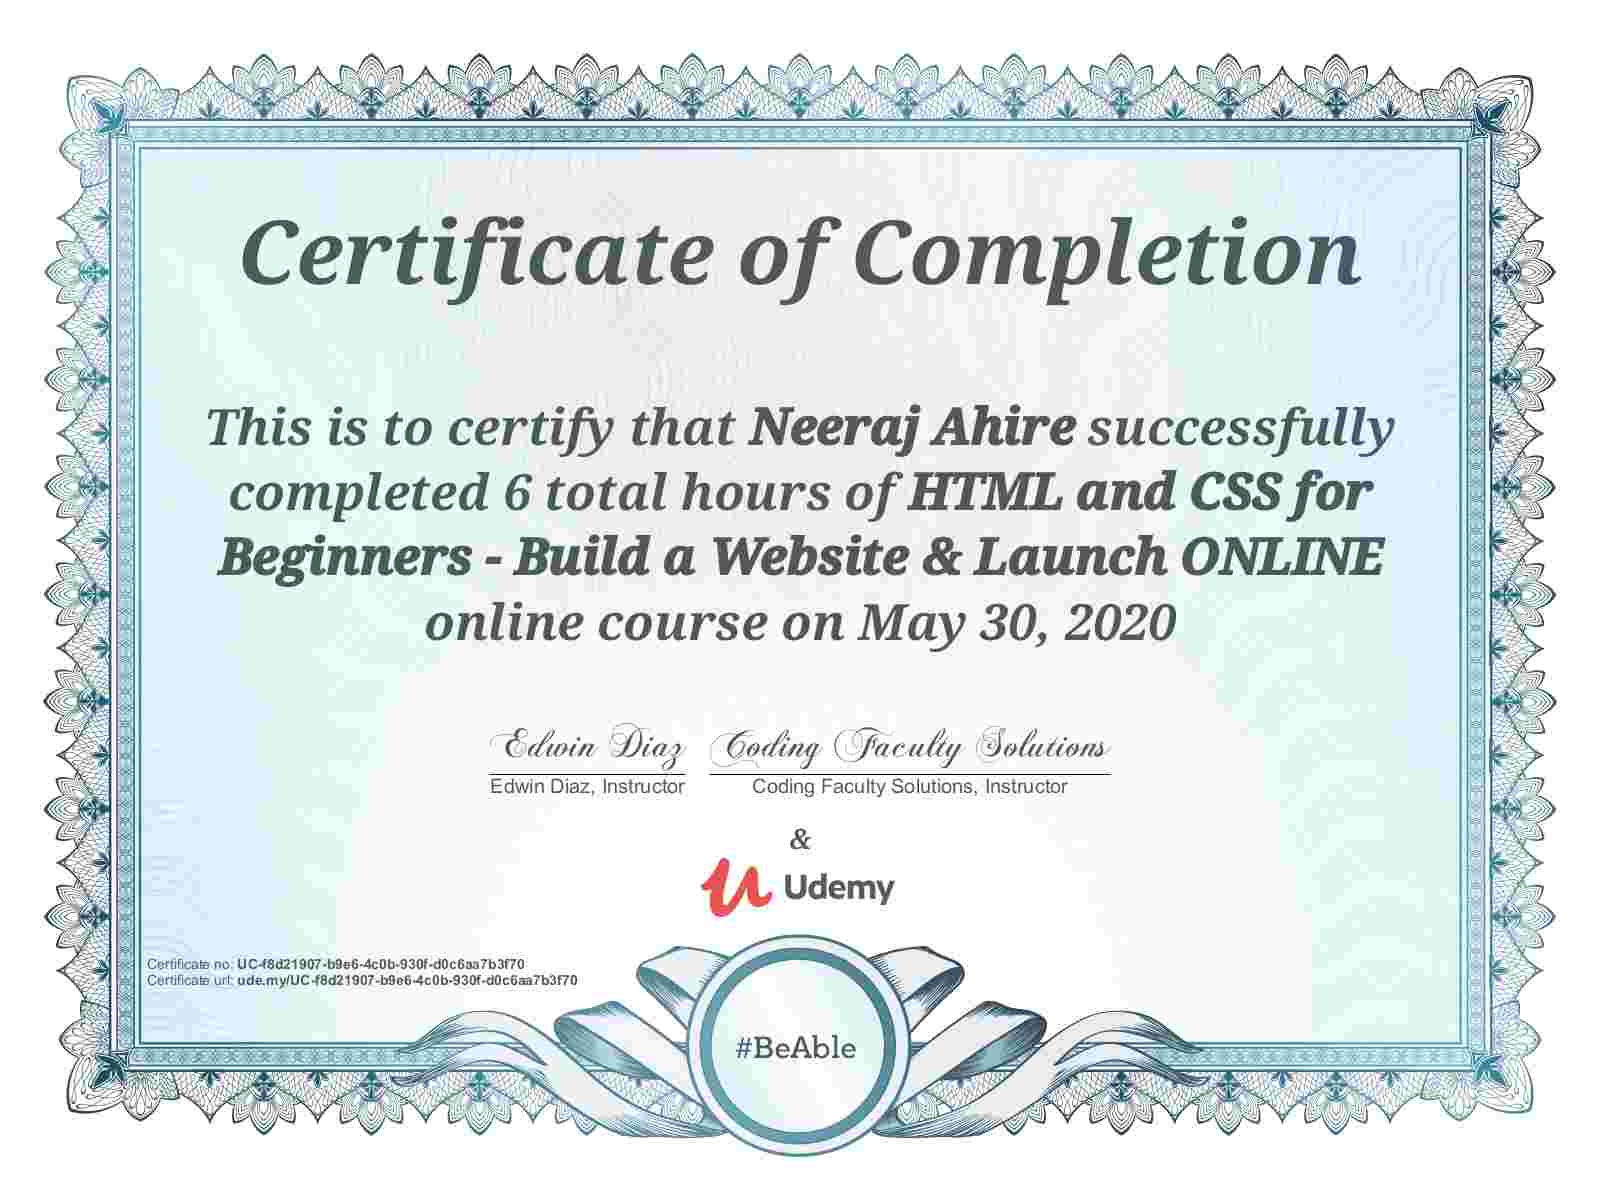 Certificate of Completion
This is to certify that Neeraj Ahire successfully
completed 6 total hours of HTML and CSS for
Beginners - Build a Website & Launch ONLINE
online course on May 30, 2020
Edwin Diaz Coding Faculty Solutions
Edwin Diaz, Instructor Coding Faculty Solutions, Instructor
&
Udemy
Certificate no: UC-f8d21907-b9e6-4c0b-930f-d0c6aa7b3f70
Certificate url: ude.my/UC-f8d21907-b9e6-4c0b-930f-d0c6aa7b3f70
#BeAble